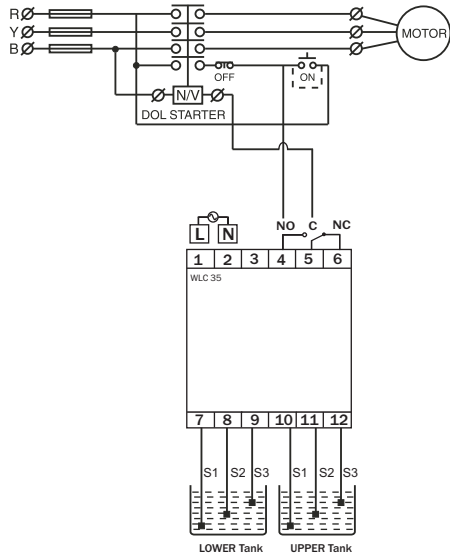 R
Y
B
MOTOR
OFF
ON
N/V
DOL STARTER
NO C NC
L N
1 2 3 4 5 6
WLC 35
7 8 9 10 11 12
S1 S2 S3 S1 S2 S3
LOWER Tank UPPER Tank